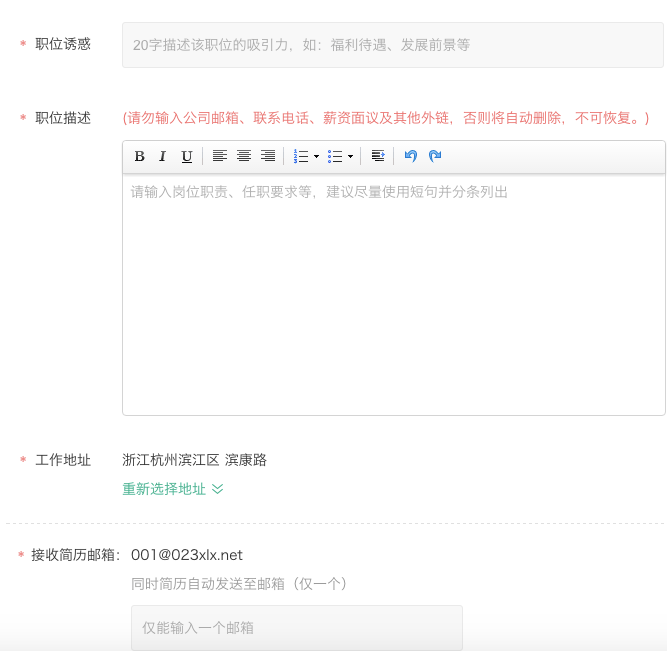 * 职位诱惑
20字描述该职位的吸引力，如：福利待遇、发展前景等
* 职位描述
(请勿输入公司邮箱、联系电话、薪资面议及其他外链，否则将自动删除，不可恢复。)
B I U
请输入岗位职责、任职要求等，建议尽量使用短句并分条列出
* 工作地址
浙江杭州滨江区 滨康路
重新选择地址
* 接收简历邮箱：
001@023xlx.net
同时简历自动发送至邮箱（仅一个）
仅能输入一个邮箱